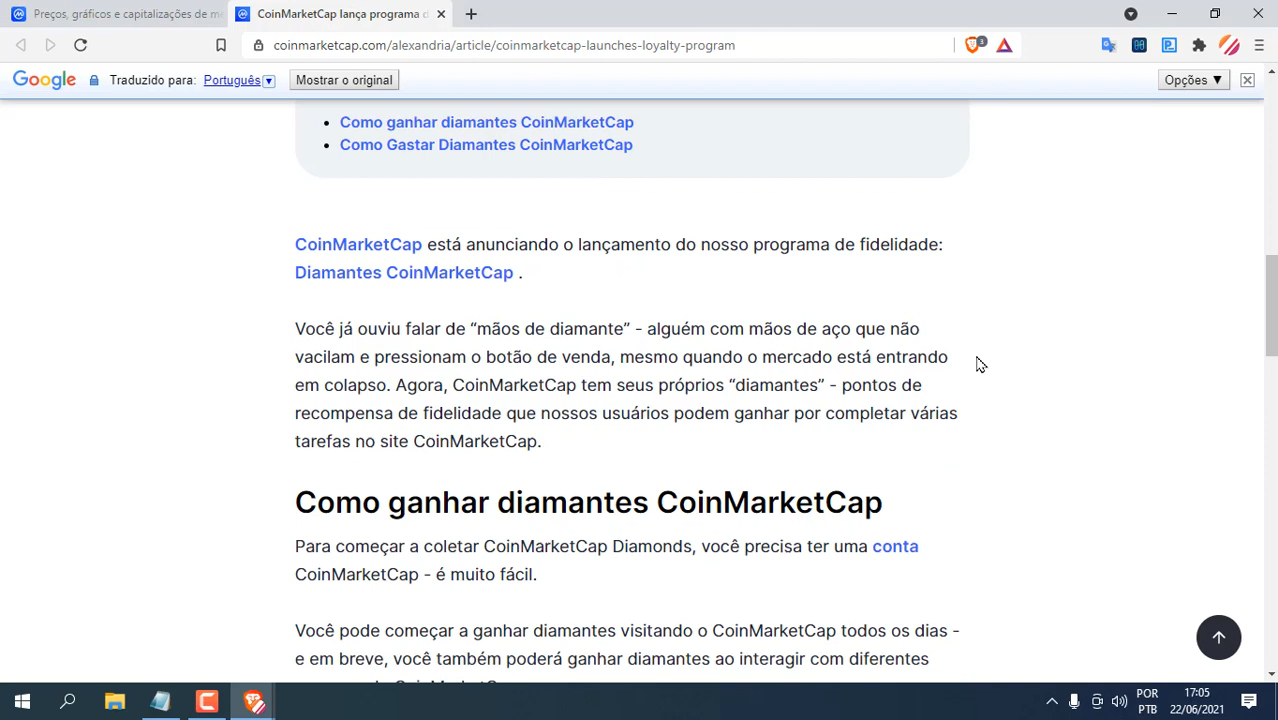 Preços, gráficos e capitalizações de m
CoinMarketCap lança programa d
coinmarketcap.com/alexandria/article/coinmarketcap-launches-loyalty-program
3
Google Traduzido para: Português Mostrar o original Opções ▼
Como ganhar diamantes CoinMarketCap
Como Gastar Diamantes CoinMarketCap
CoinMarketCap está anunciando o lançamento do nosso programa de fidelidade:
Diamantes CoinMarketCap .
Você já ouviu falar de “mãos de diamante” - alguém com mãos de aço que não
vacilam e pressionam o botão de venda, mesmo quando o mercado está entrando
em colapso. Agora, CoinMarketCap tem seus próprios “diamantes” - pontos de
recompensa de fidelidade que nossos usuários podem ganhar por completar várias
tarefas no site CoinMarketCap.
Como ganhar diamantes CoinMarketCap
Para começar a coletar CoinMarketCap Diamonds, você precisa ter uma conta
CoinMarketCap - é muito fácil.
Você pode começar a ganhar diamantes visitando o CoinMarketCap todos os dias -
e em breve, você também poderá ganhar diamantes ao interagir com diferentes
POR
PTB
17:05
22/06/2021